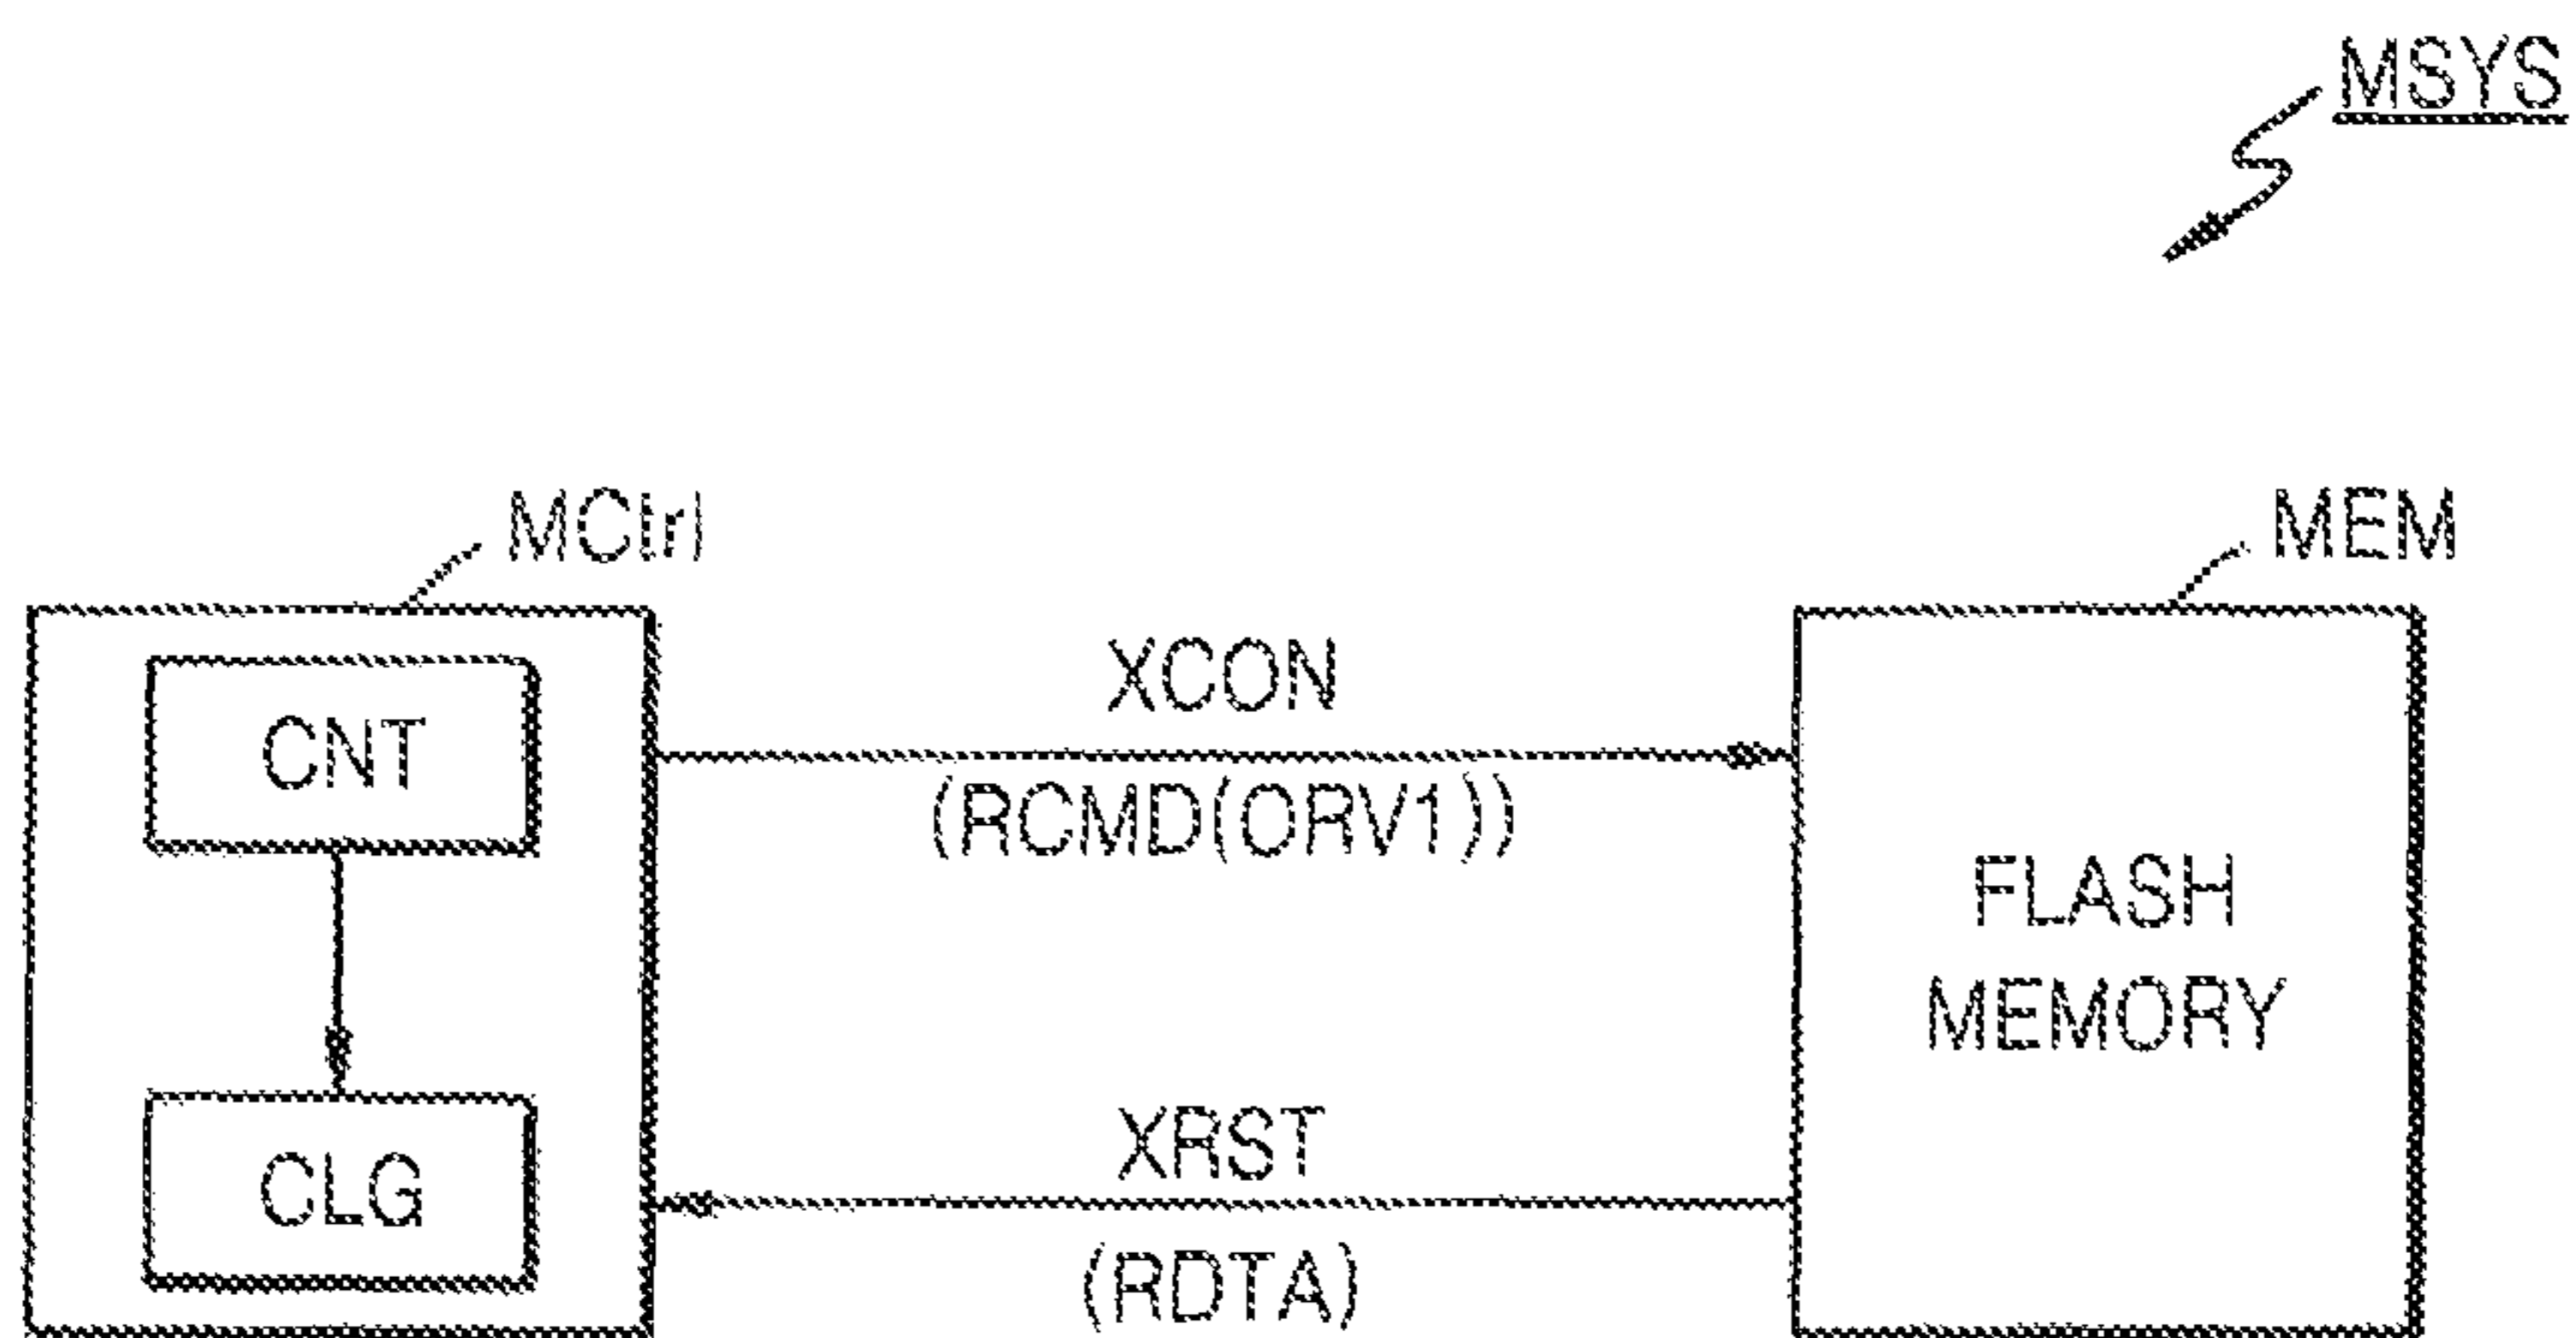 MSYS
MCtrl
MEM
CNT
XCON
(RCMD(ORV1))
FLASH
MEMORY
CLG
XRST
(RDTA)